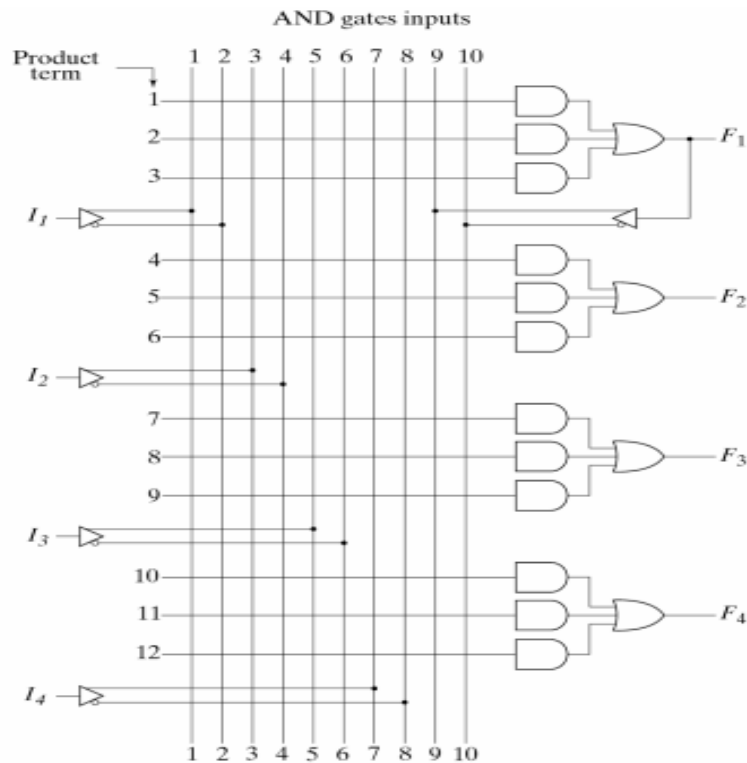 AND gates inputs
Product term
1 2 3 4 5 6 7 8 9 10
1
2
F1
3
I1
4
5
F2
6
I2
7
8
F3
9
I3
10
11
F4
12
I4
1 2 3 4 5 6 7 8 9 10